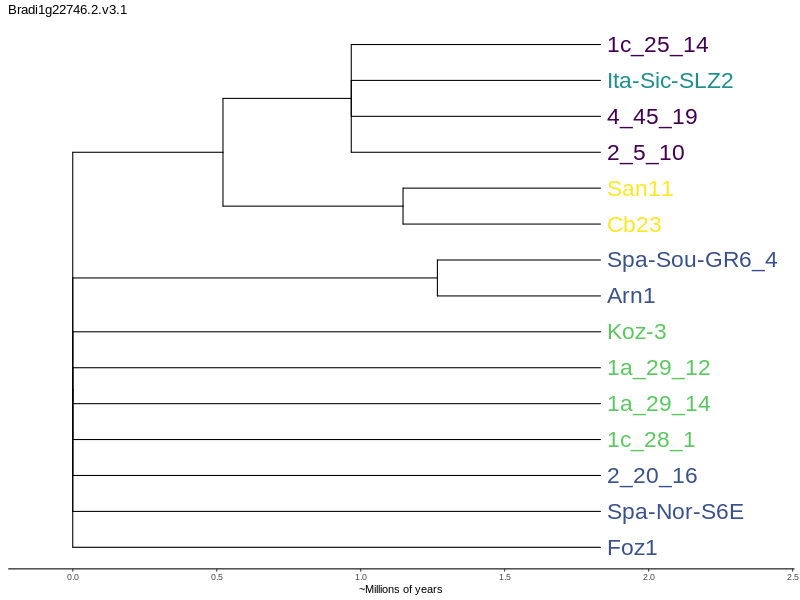 Bradi1g22746.2.v3.1
1c_25_14
Ita-Sic-SLZ2
4_45_19
2_5_10
San11
Cb23
Spa-Sou-GR6_4
Arn1
Koz-3
1a_29_12
1a_29_14
1c_28_1
2_20_16
Spa-Nor-S6E
Foz1
0.0 0.5 1.0 1.5 2.0 2.5
~Millions of years